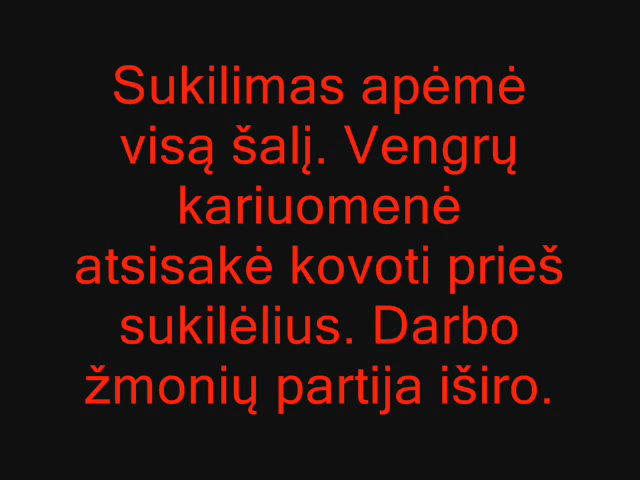 Sukilimas apėmė
visą šalį. Vengrų
kariuomenė
atsisakė kovoti prieš
sukilėlius. Darbo
žmonių partija iširo.